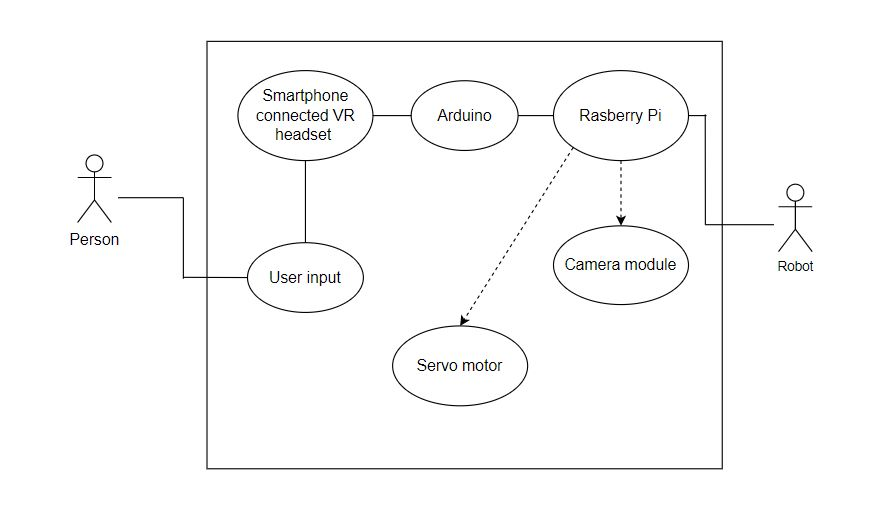 Smartphone
connected VR
headset
Arduino
Rasberry Pi
Person
User input
Camera module
Robot
Servo motor